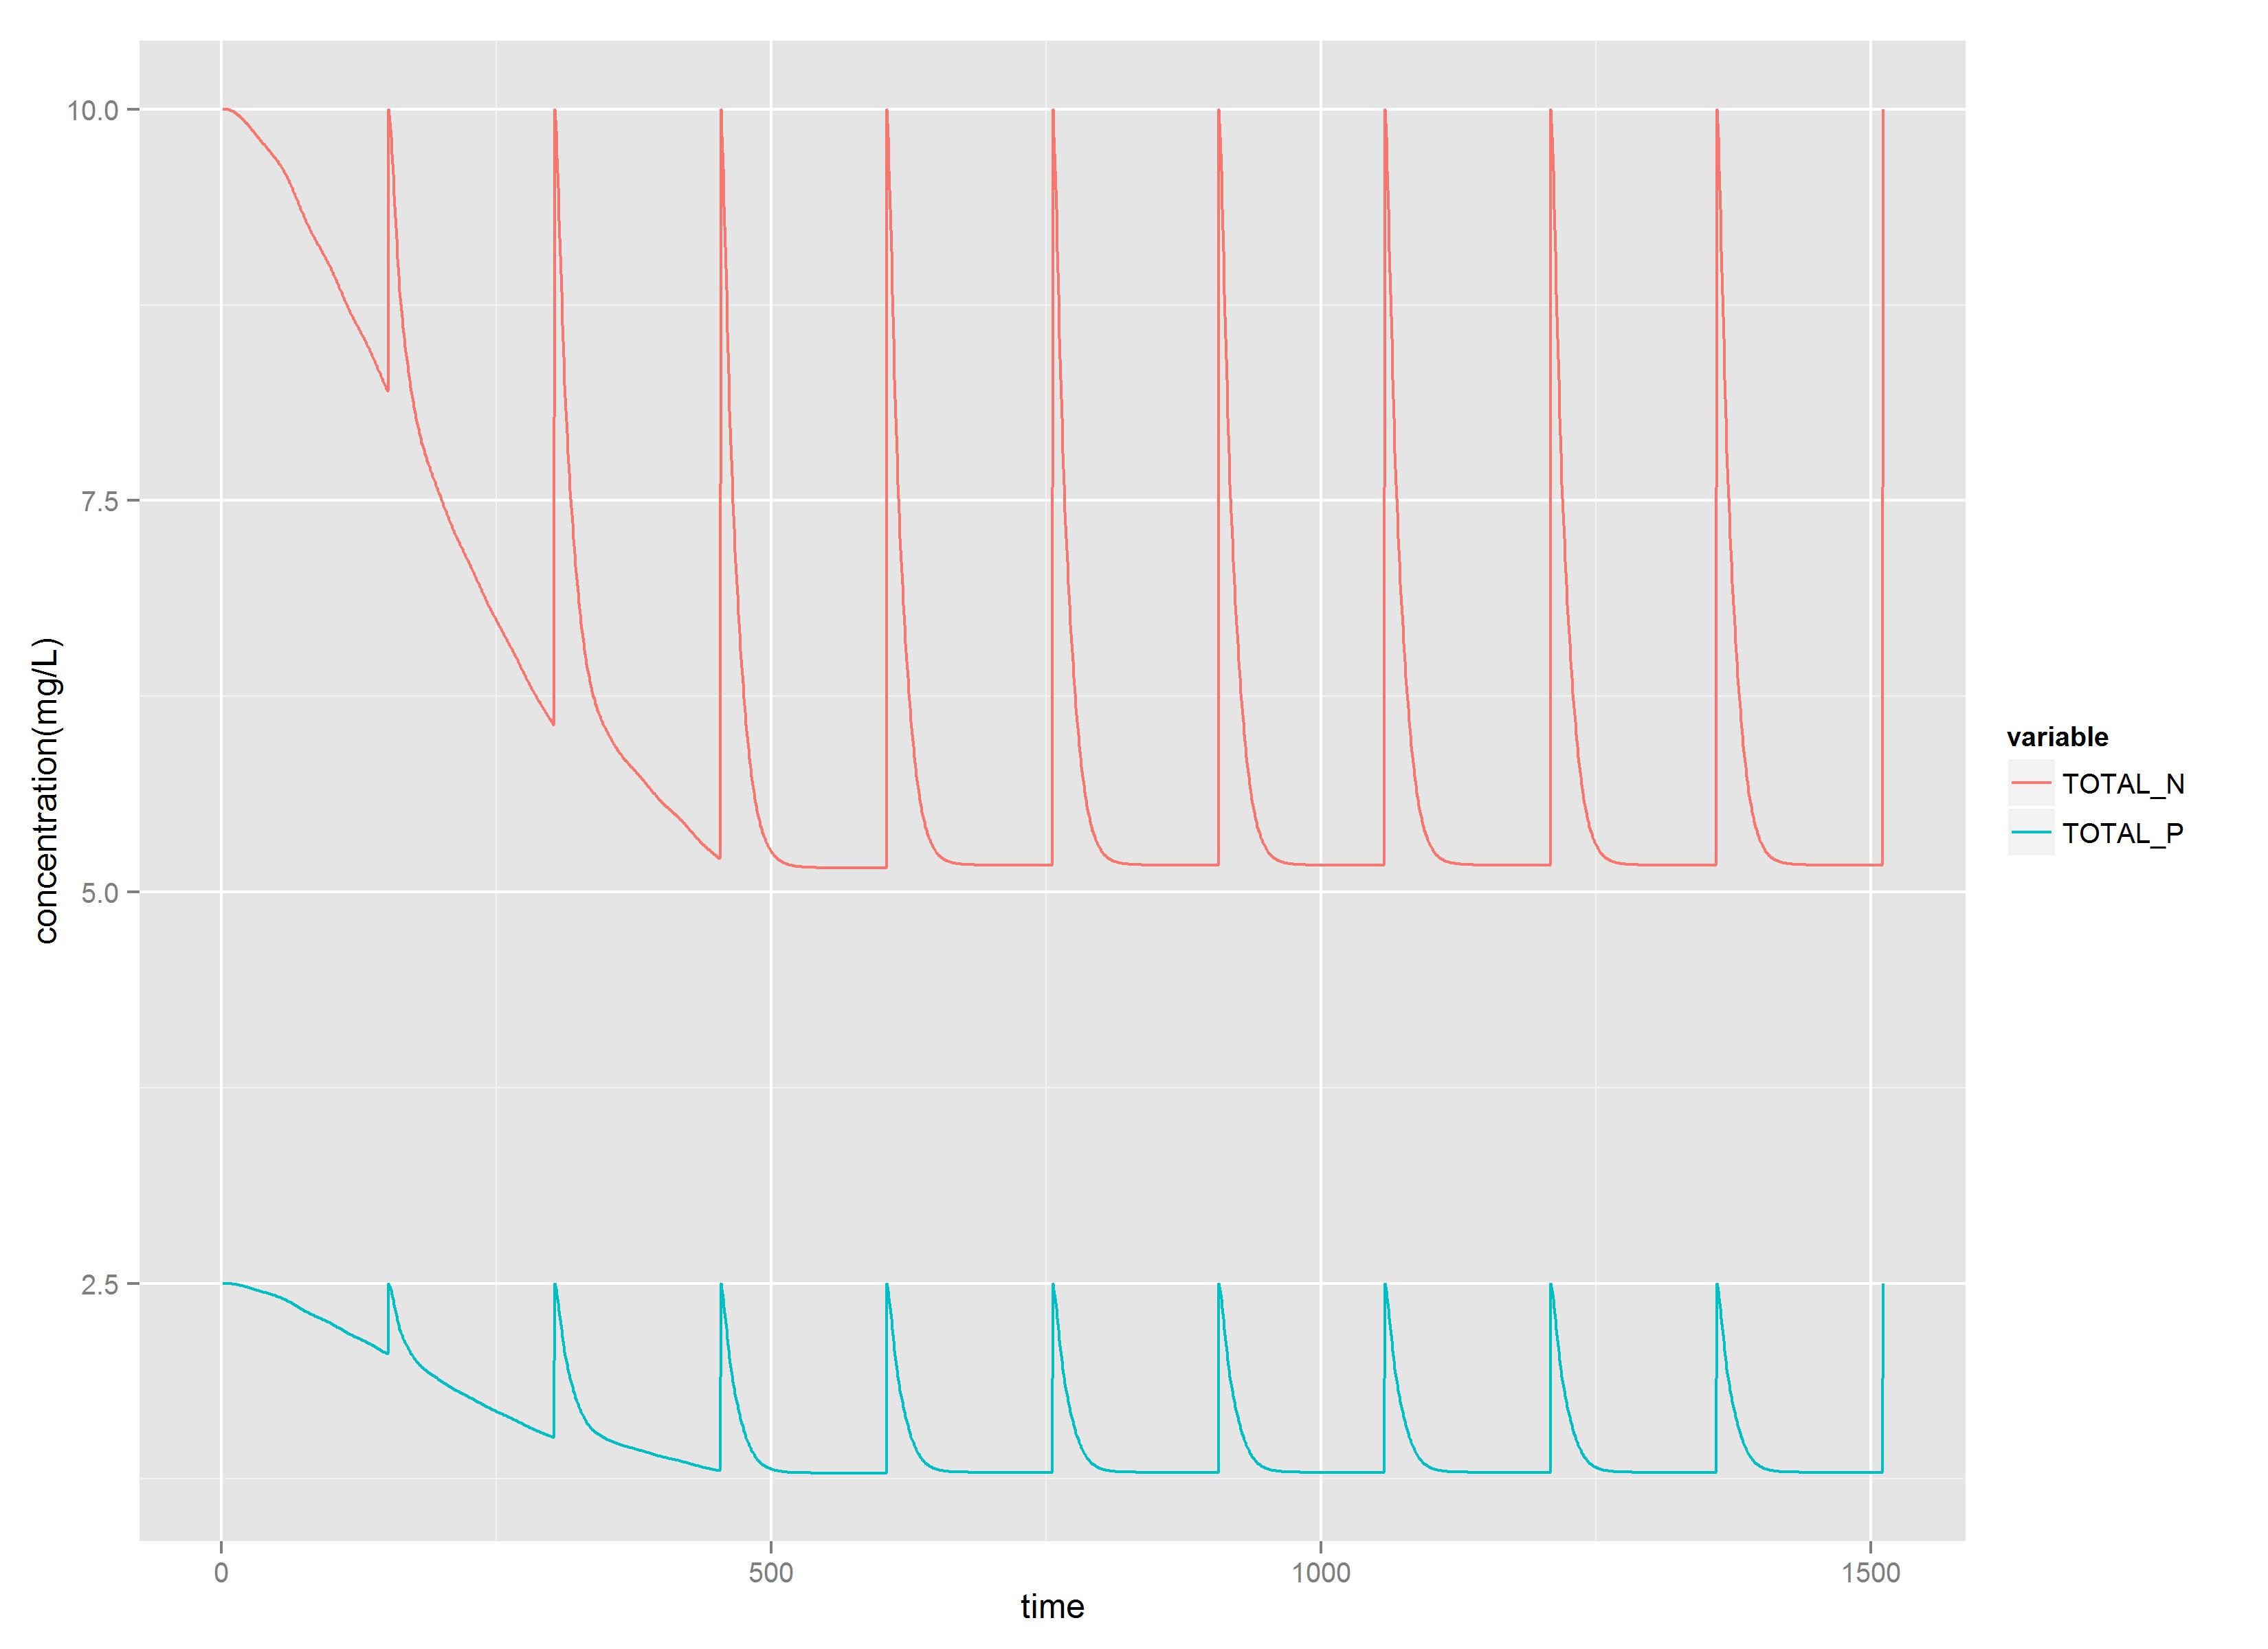 concentration(mg/L)
10.0
7.5
5.0
2.5
0 500 1000 1500
time
variable
TOTAL_N
TOTAL_P